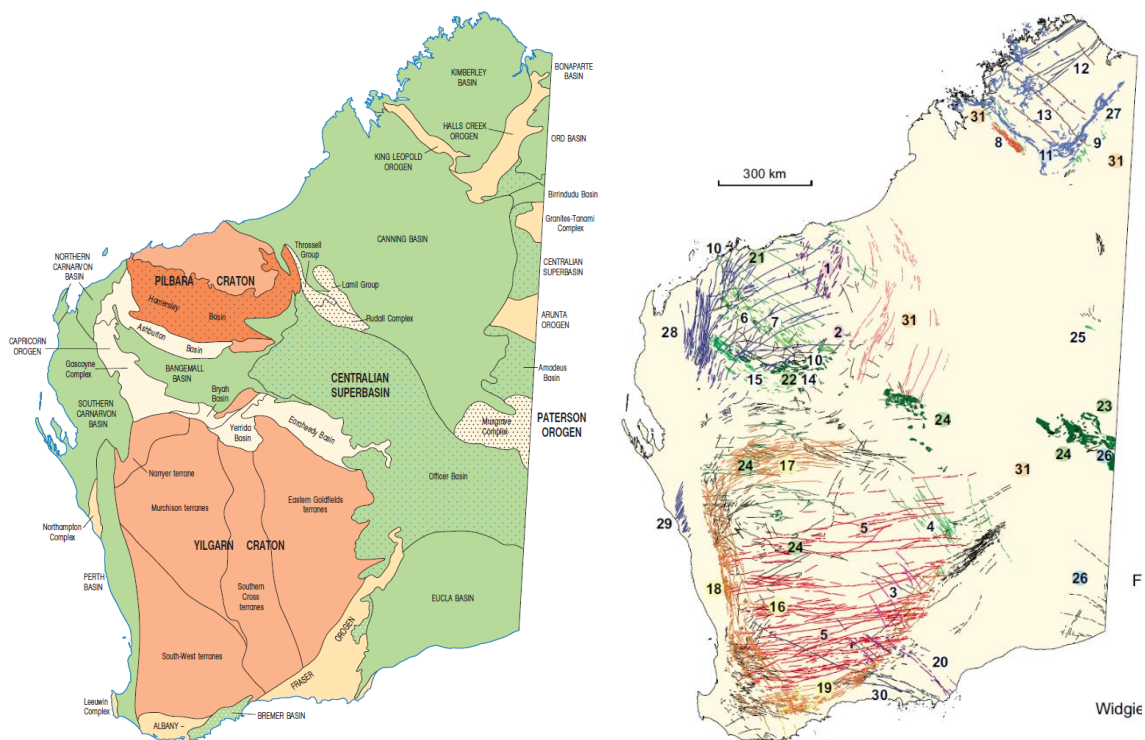 BONAPARTE
BASIN
KIMBERLEY
BASIN
HALLS CREEK
OROGEN
ORD BASIN
KING LEOPOLD
OROGEN
Birrindudu Basin
Granites-Tanami
Complex
CANNING BASIN
CENTRALIAN
SUPERBASIN
Throssell
Group
NORTHERN
CARNARVON
BASIN
PILBARA CRATON
Lamil Group
Hamersley
Basin
Rudall Complex
ARUNTA
OROGEN
Ashburton
Basin
CAPRICORN
OROGEN
Gascoyne
Complex
BANGEMALL
BASIN
Amadeus
Basin
CENTRALIAN
SUPERBASIN
Bryah
Basin
SOUTHERN
CARNARVON
BASIN
Yerrida
Basin
Earaheedy Basin
Musgrave
Complex
PATERSON
OROGEN
Narryer terrane
Officer Basin
Murchison terranes
Eastern Goldfields
terranes
Northampton
Complex
YILGARN CRATON
PERTH
BASIN
Southern
Cross
terranes
EUCLA BASIN
South-West terranes
FRASER
OROGEN
Leeuwin
Complex
ALBANY –
BREMER BASIN
300 km
12
13
27
31
8
11
9
31
10
21
1
6
7
31
28
2
25
10
15
22
14
24
23
24
26
24
17
31
29
5
4
24
26
F
18
3
16
5
20
19
30
Widgie